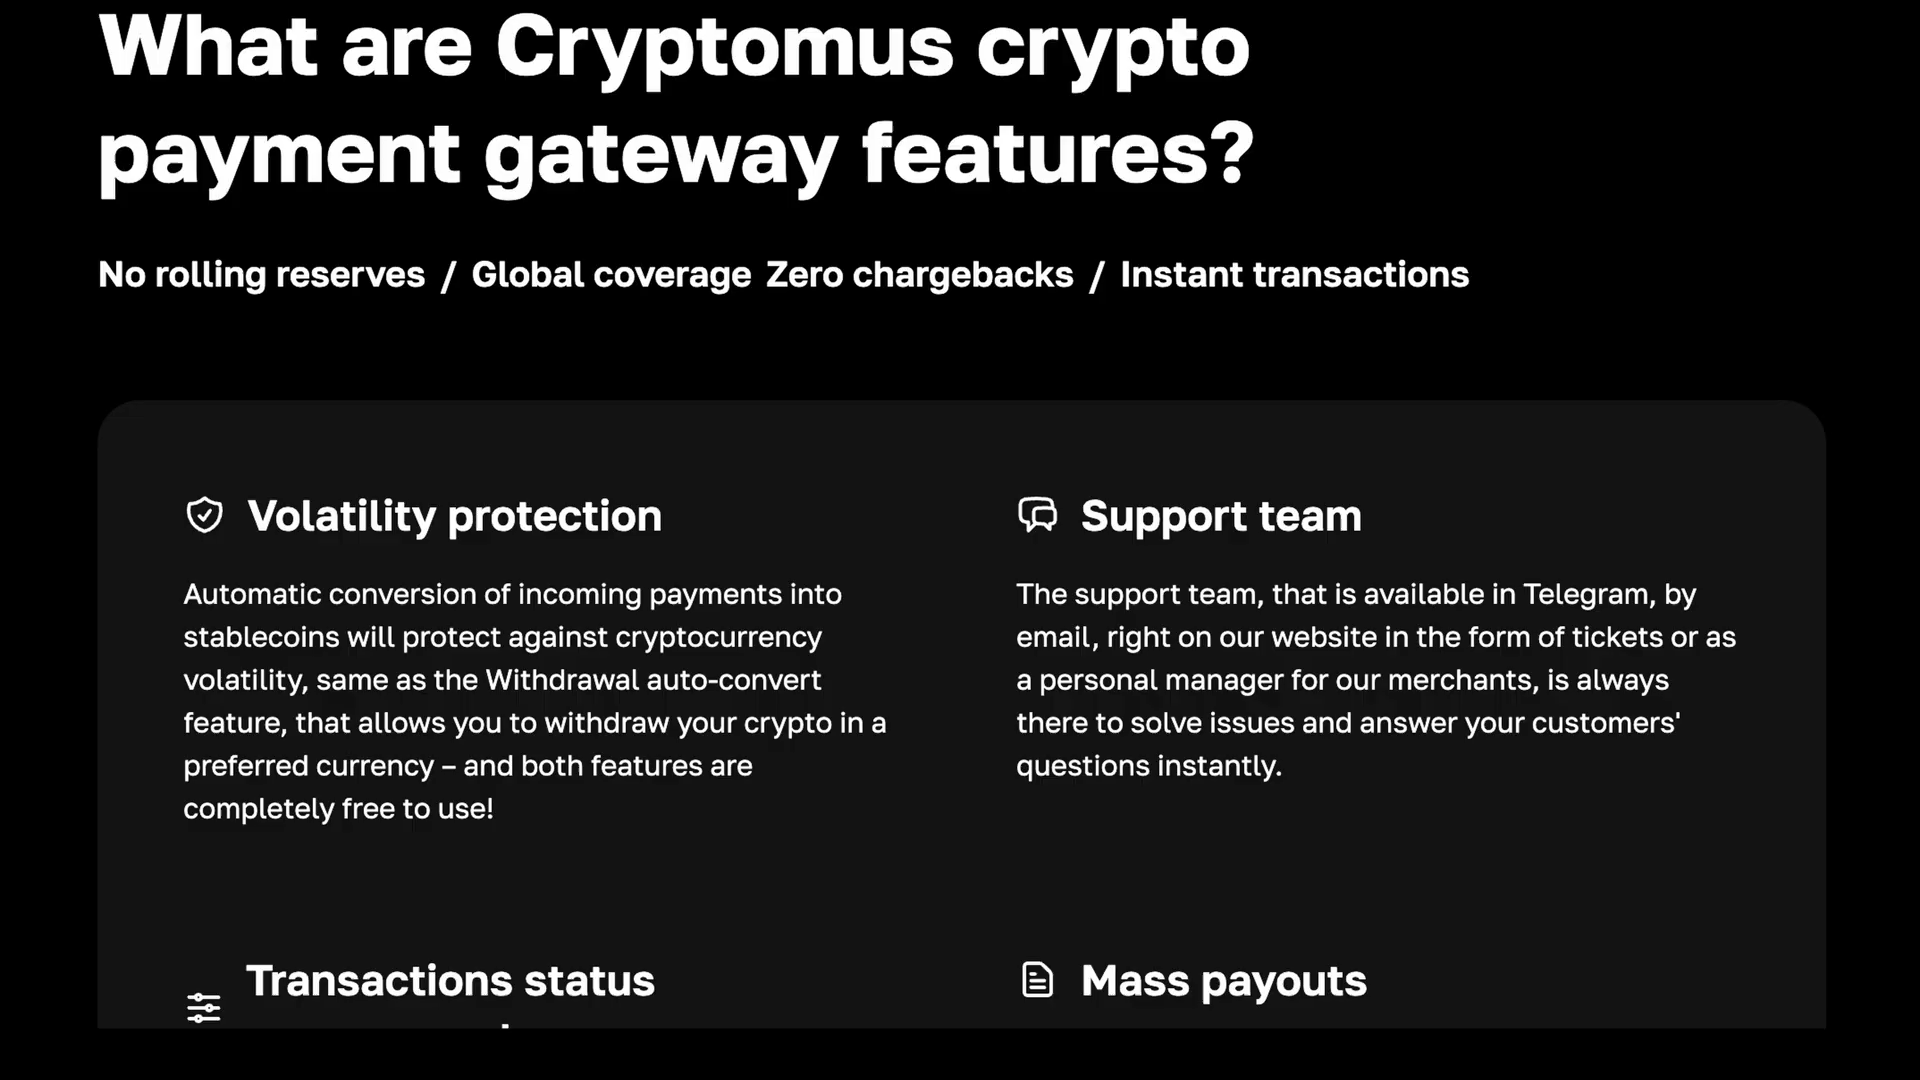 What are Cryptomus crypto
payment gateway features?
No rolling reserves / Global coverage Zero chargebacks / Instant transactions
Volatility protection
Automatic conversion of incoming payments into
stablecoins will protect against cryptocurrency
volatility, same as the Withdrawal auto-convert
feature, that allows you to withdraw your crypto in a
preferred currency – and both features are
completely free to use!
Support team
The support team, that is available in Telegram, by
email, right on our website in the form of tickets or as
a personal manager for our merchants, is always
there to solve issues and answer your customers'
questions instantly.
Transactions status
Mass payouts